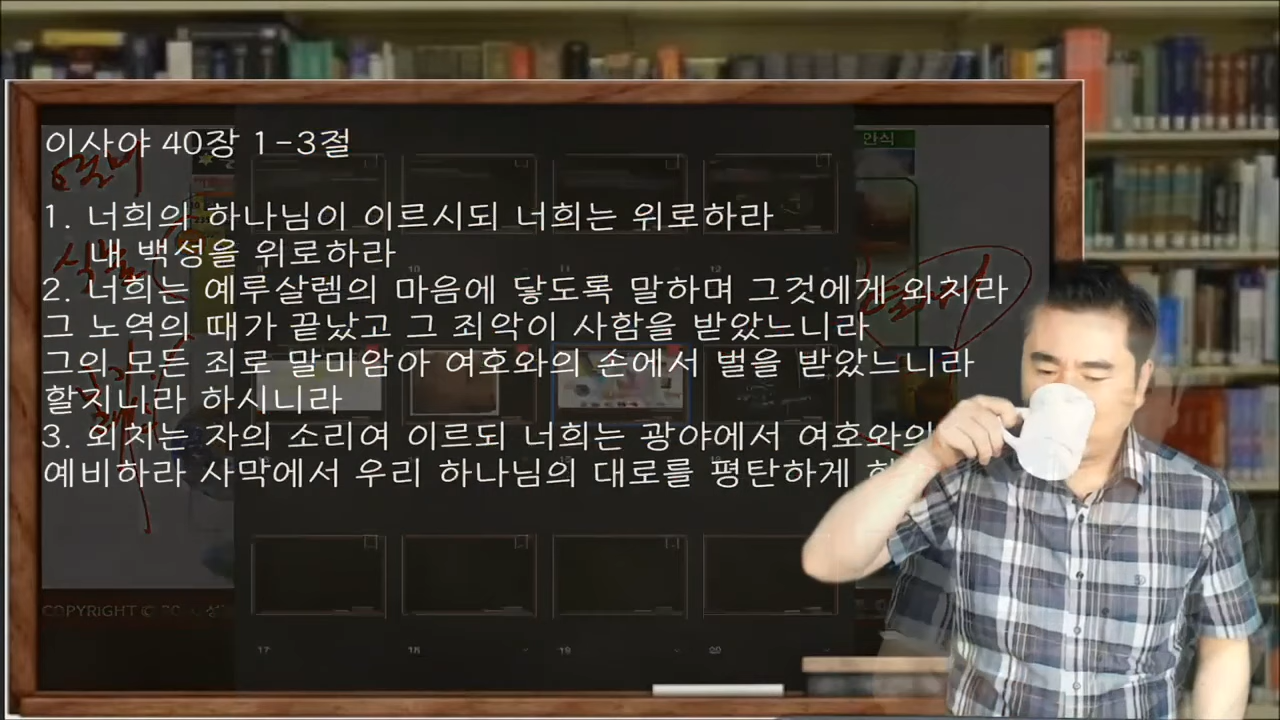 이사야 40장 1-3절
1. 너희의 하나님이 이르시되 너희는 위로하라
내 백성을 위로하라
2. 너희는 예루살렘의 마음에 닿도록 말하며 그것에게 외치라
그 노역의 때가 끝났고 그 죄악이 사함을 받았느니라
그의 모든 죄로 말미암아 여호와의 손에서 벌을 받았느니라
할지니라 하시니라
3. 외치는 자의 소리여 이르되 너희는 광야에서 여호와의
예비하라 사막에서 우리 하나님의 대로를 평탄하게
안식
COPYRIGHT ©
17 18 19 20